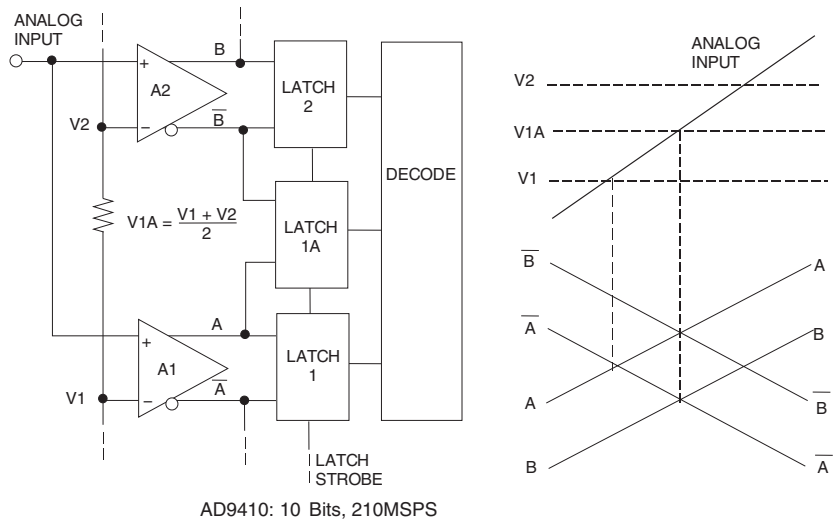 ANALOG
INPUT
B
+
A2
LATCH
2
V2
−
B̅
DECODE
V1A = V1 + V2
2
LATCH
1A
A
+
A1
LATCH
1
V1
−
A̅
LATCH
STROBE
AD9410: 10 Bits, 210MSPS
ANALOG
INPUT
V2
V1A
V1
B̅
A
A̅
B
A
B̅
B
A̅